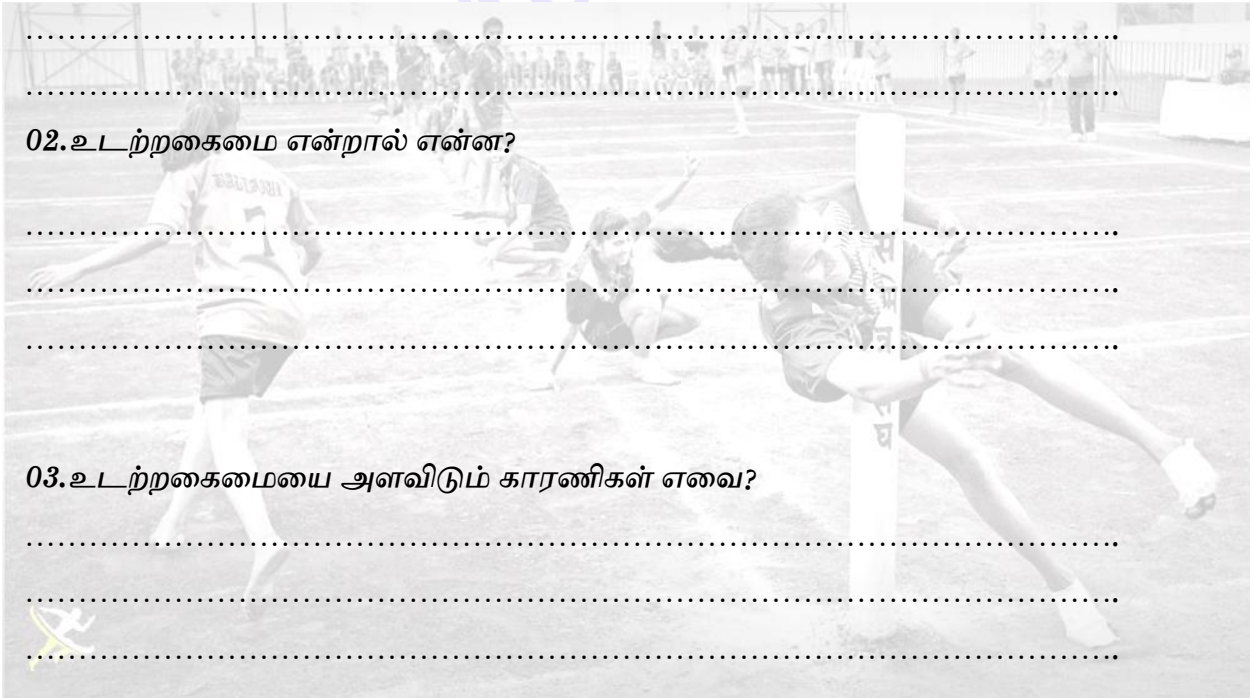 02.உடற்றகைமை என்றால் என்ன?
03.உடற்றகைமையை அளவிடும் காரணிகள் எவை?